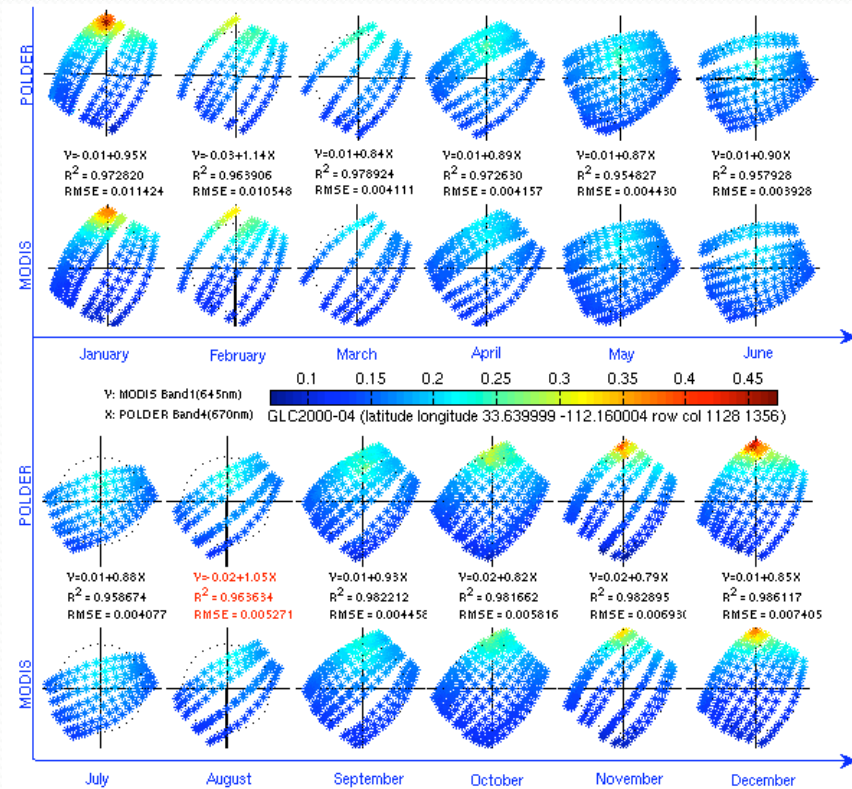 POLDER
Y=-0.01+0.95X Y=-0.03+1.14X Y=0.01+0.84X Y=0.01+0.89X Y=0.01+0.87X Y=0.01+0.90X
R² = 0.972820 R² = 0.963906 R² = 0.978924 R² = 0.972630 R² = 0.954827 R² = 0.957928
RMSE = 0.011424 RMSE = 0.010548 RMSE = 0.004111 RMSE = 0.004157 RMSE = 0.004430 RMSE = 0.003928
MODIS
January February March April May June
0.1 0.15 0.2 0.25 0.3 0.35 0.4 0.45
Y: MODIS Band1(645nm)
X: POLDER Band4(670nm) GLC2000-04 (latitude longitude 33.639999 -112.160004 row col 1128 1356)
POLDER
Y=0.01+0.88X Y=-0.02+1.05X Y=0.01+0.93X Y=0.02+0.82X Y=0.02+0.79X Y=0.01+0.85X
R² = 0.958674 R² = 0.963634 R² = 0.982212 R² = 0.981662 R² = 0.982895 R² = 0.986117
RMSE = 0.004077 RMSE = 0.005271 RMSE = 0.004458 RMSE = 0.005816 RMSE = 0.00693 RMSE = 0.007405
MODIS
July August September October November December